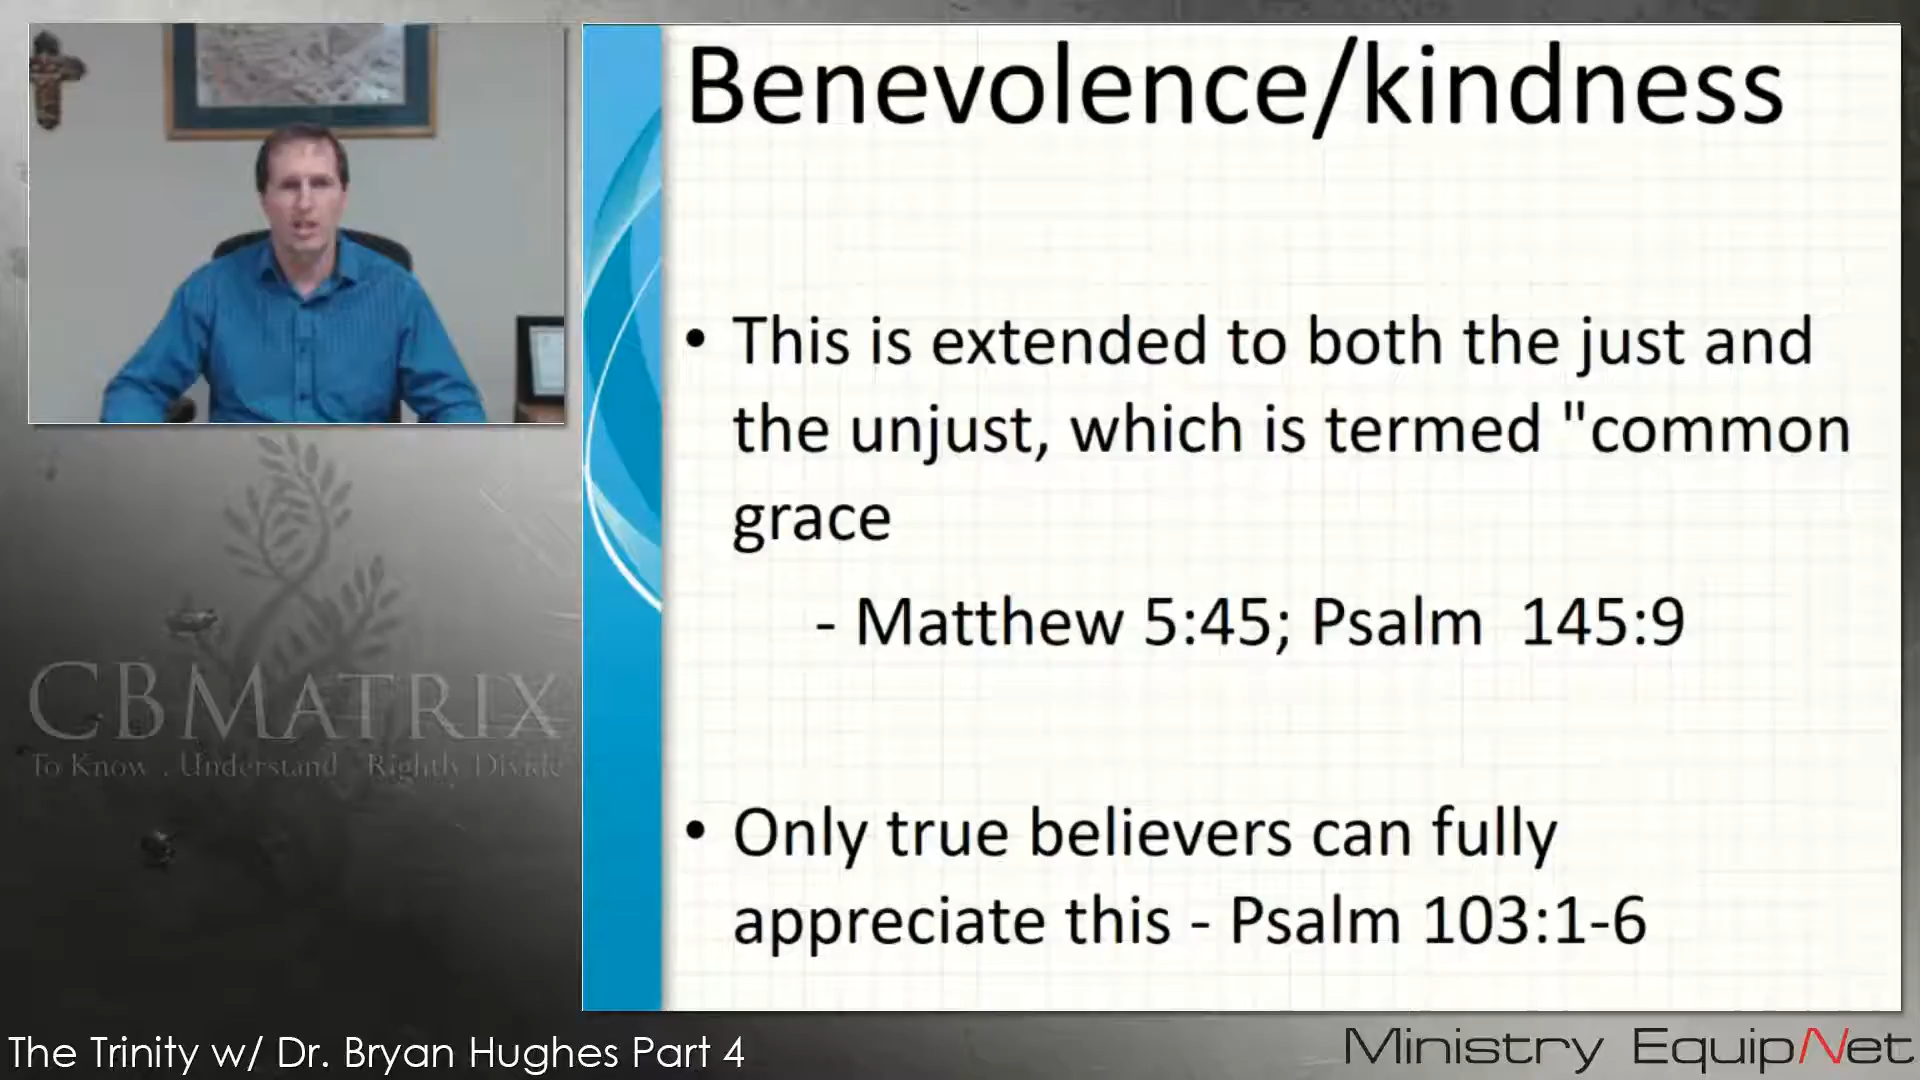 Benevolence/kindness
• This is extended to both the just and
the unjust, which is termed "common
grace
- Matthew 5:45; Psalm 145:9
• Only true believers can fully
appreciate this - Psalm 103:1-6
CBMATRIX
To Know . Understand . Rightly Divide
The Trinity w/ Dr. Bryan Hughes Part 4
Ministry EquipNet